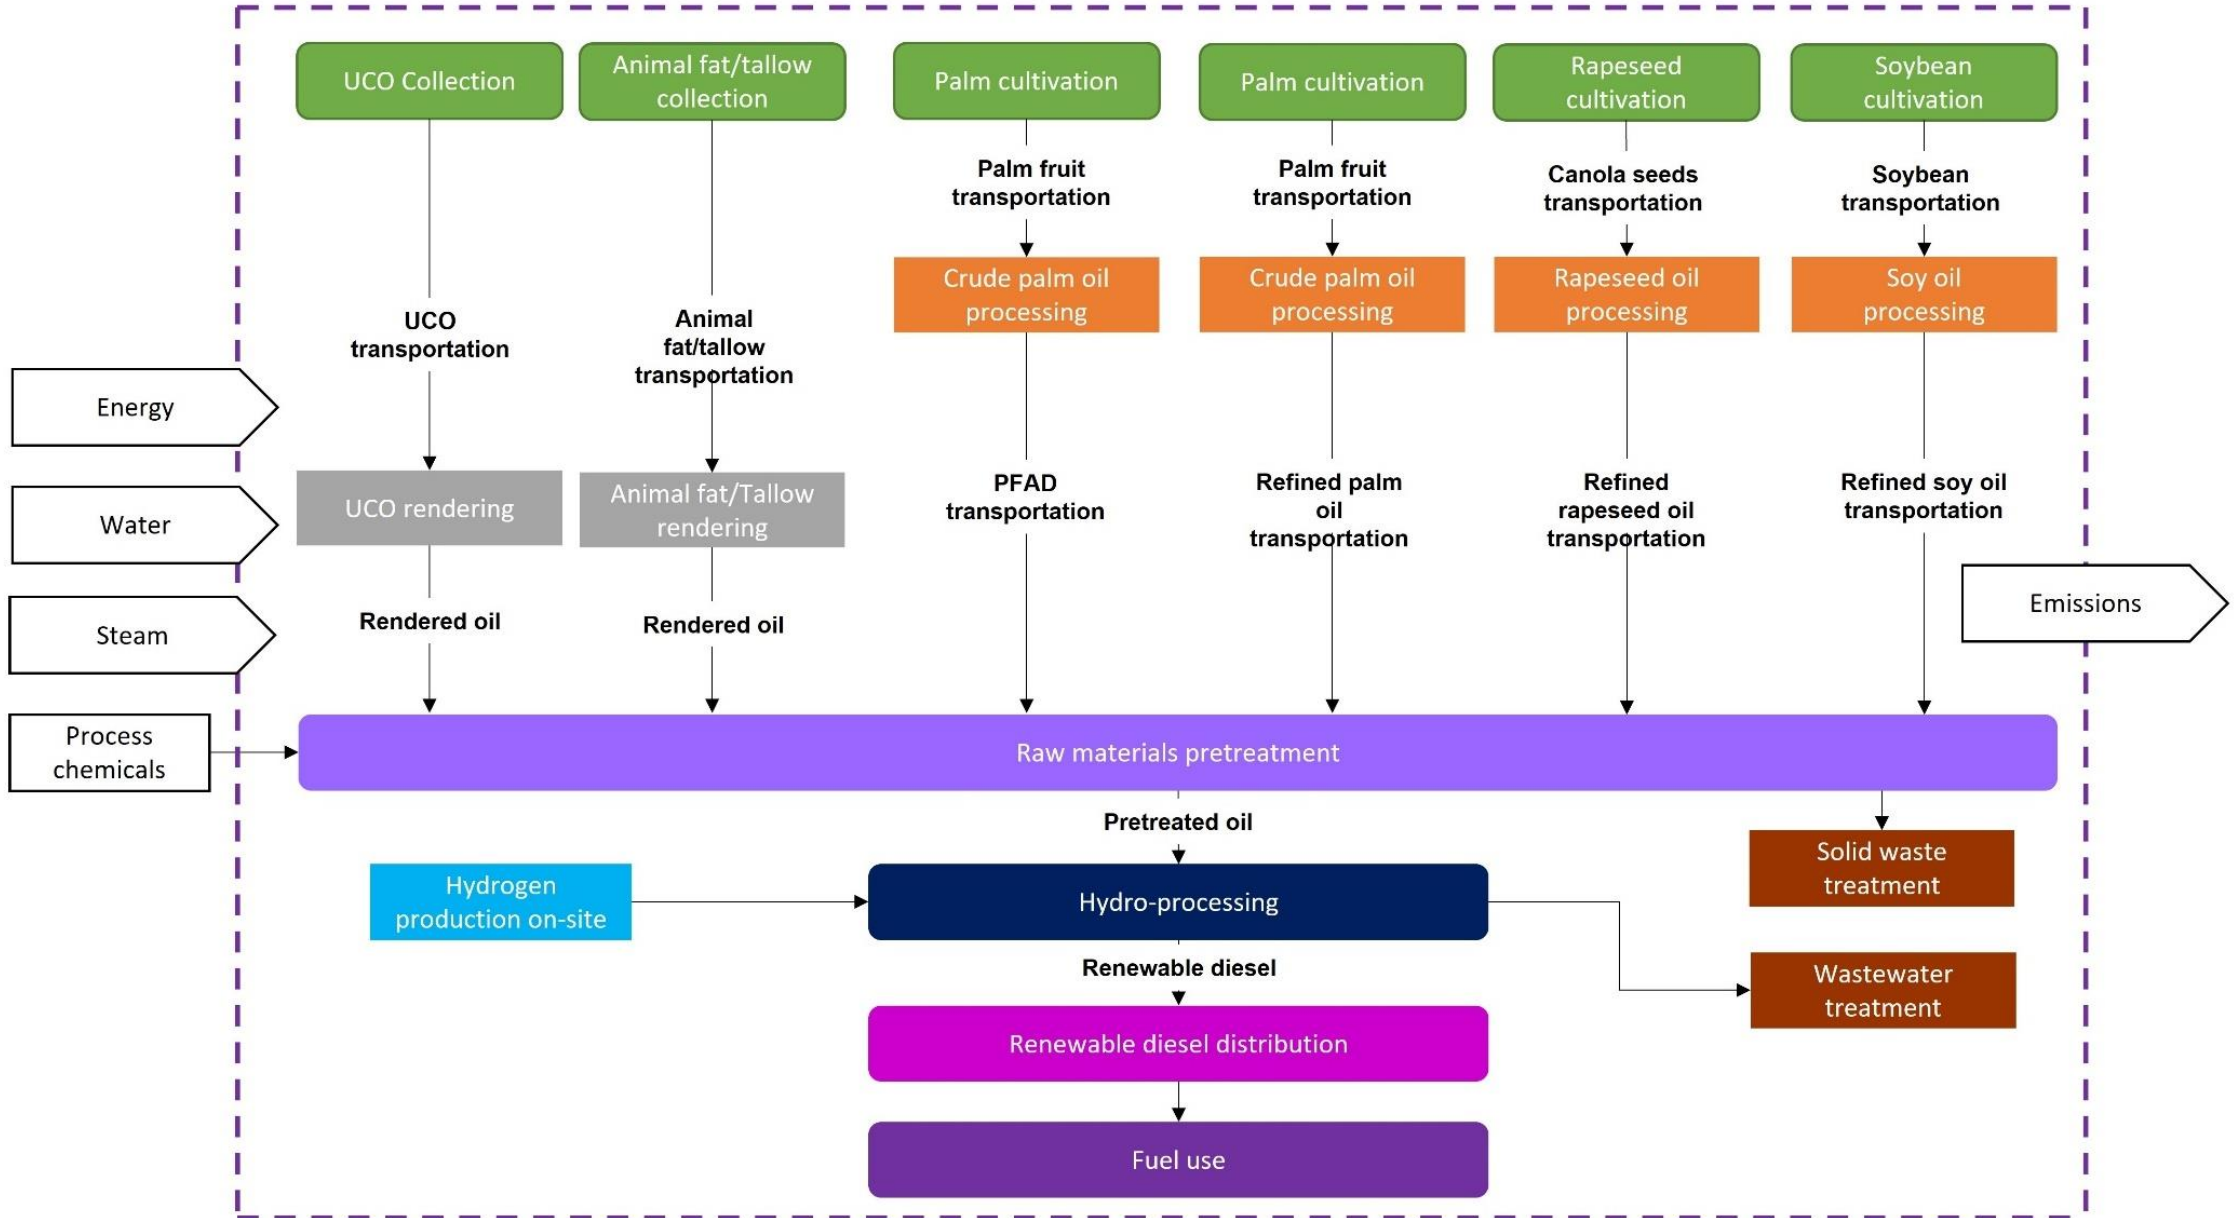 UCO Collection
Animal fat/tallow
collection
Palm cultivation
Palm cultivation
Rapeseed
cultivation
Soybean
cultivation
Palm fruit
transportation
Palm fruit
transportation
Canola seeds
transportation
Soybean
transportation
Crude palm oil
processing
Crude palm oil
processing
Rapeseed oil
processing
Soy oil
processing
UCO
transportation
Animal
fat/tallow
transportation
Energy
Water
Steam
UCO rendering
Animal fat/Tallow
rendering
PFAD
transportation
Refined palm
oil
transportation
Refined
rapeseed oil
transportation
Refined soy oil
transportation
Rendered oil
Rendered oil
Emissions
Process
chemicals
Raw materials pretreatment
Pretreated oil
Solid waste
treatment
Hydrogen
production on-site
Hydro-processing
Renewable diesel
Wastewater
treatment
Renewable diesel distribution
Fuel use